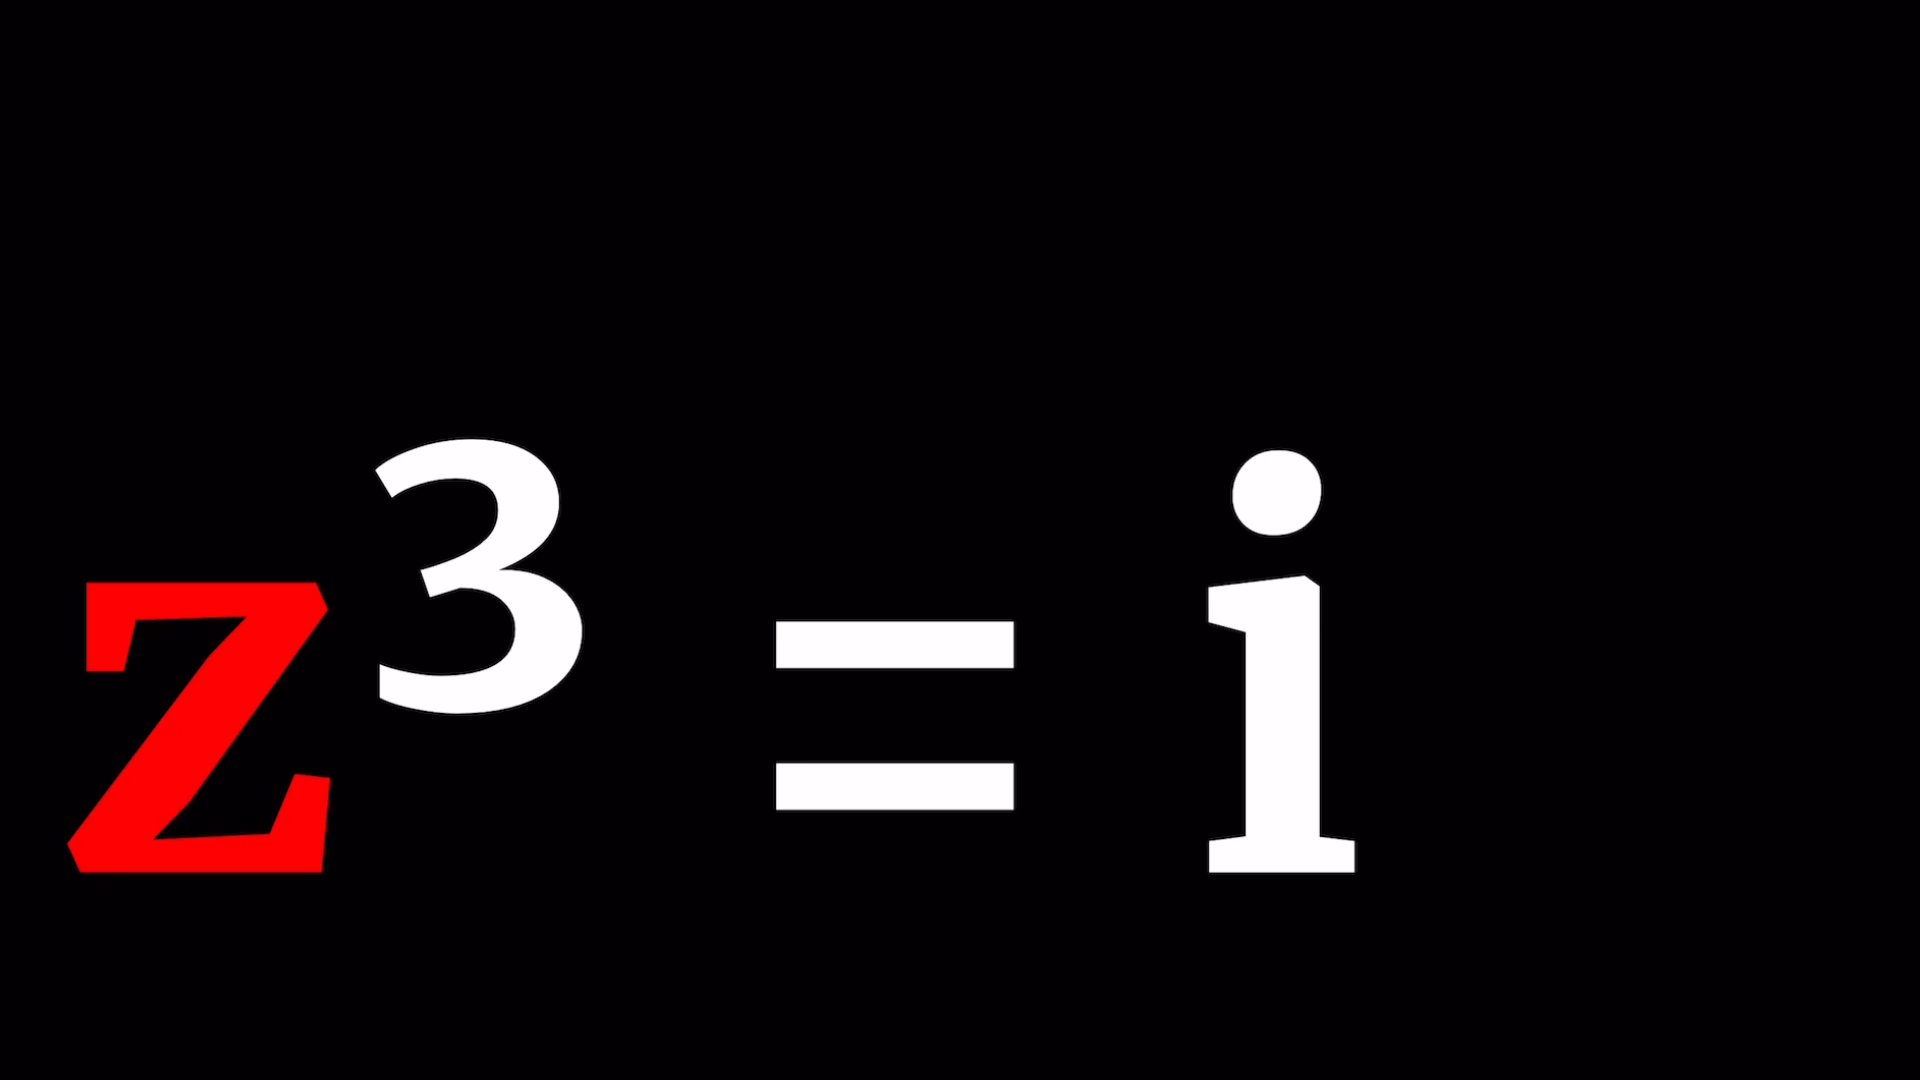 z³ = i